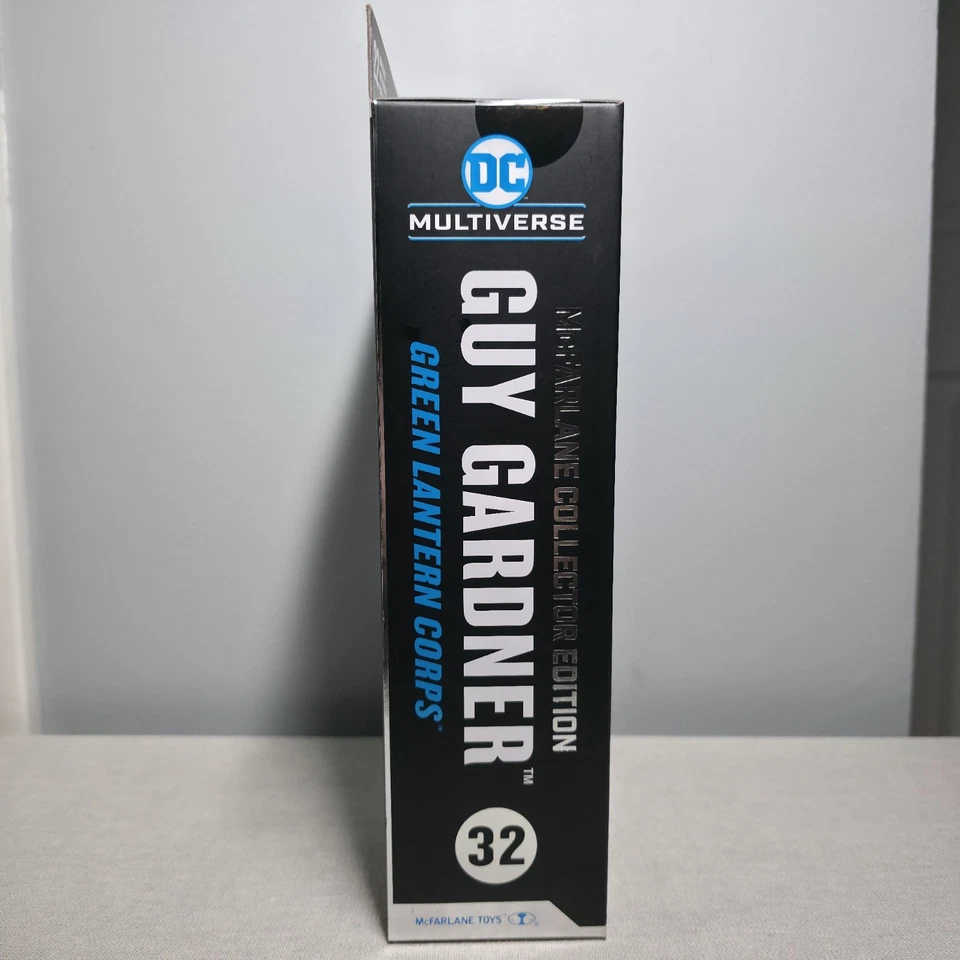 DC
MULTIVERSE
McFARLANE COLLECTOR EDITION
GUY GARDNER™
GREEN LANTERN CORPS™
32
McFARLANE TOYS